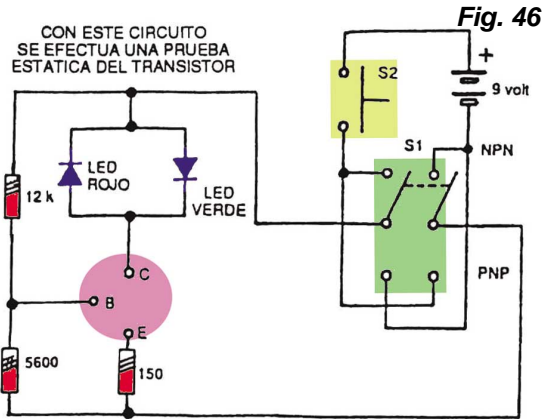 Fig. 46
CON ESTE CIRCUITO
SE EFECTUA UNA PRUEBA
ESTATICA DEL TRANSISTOR
S2
+
9 volt
S1
NPN
LED
ROJO
LED
VERDE
12 k
C
B
PNP
E
5600
150